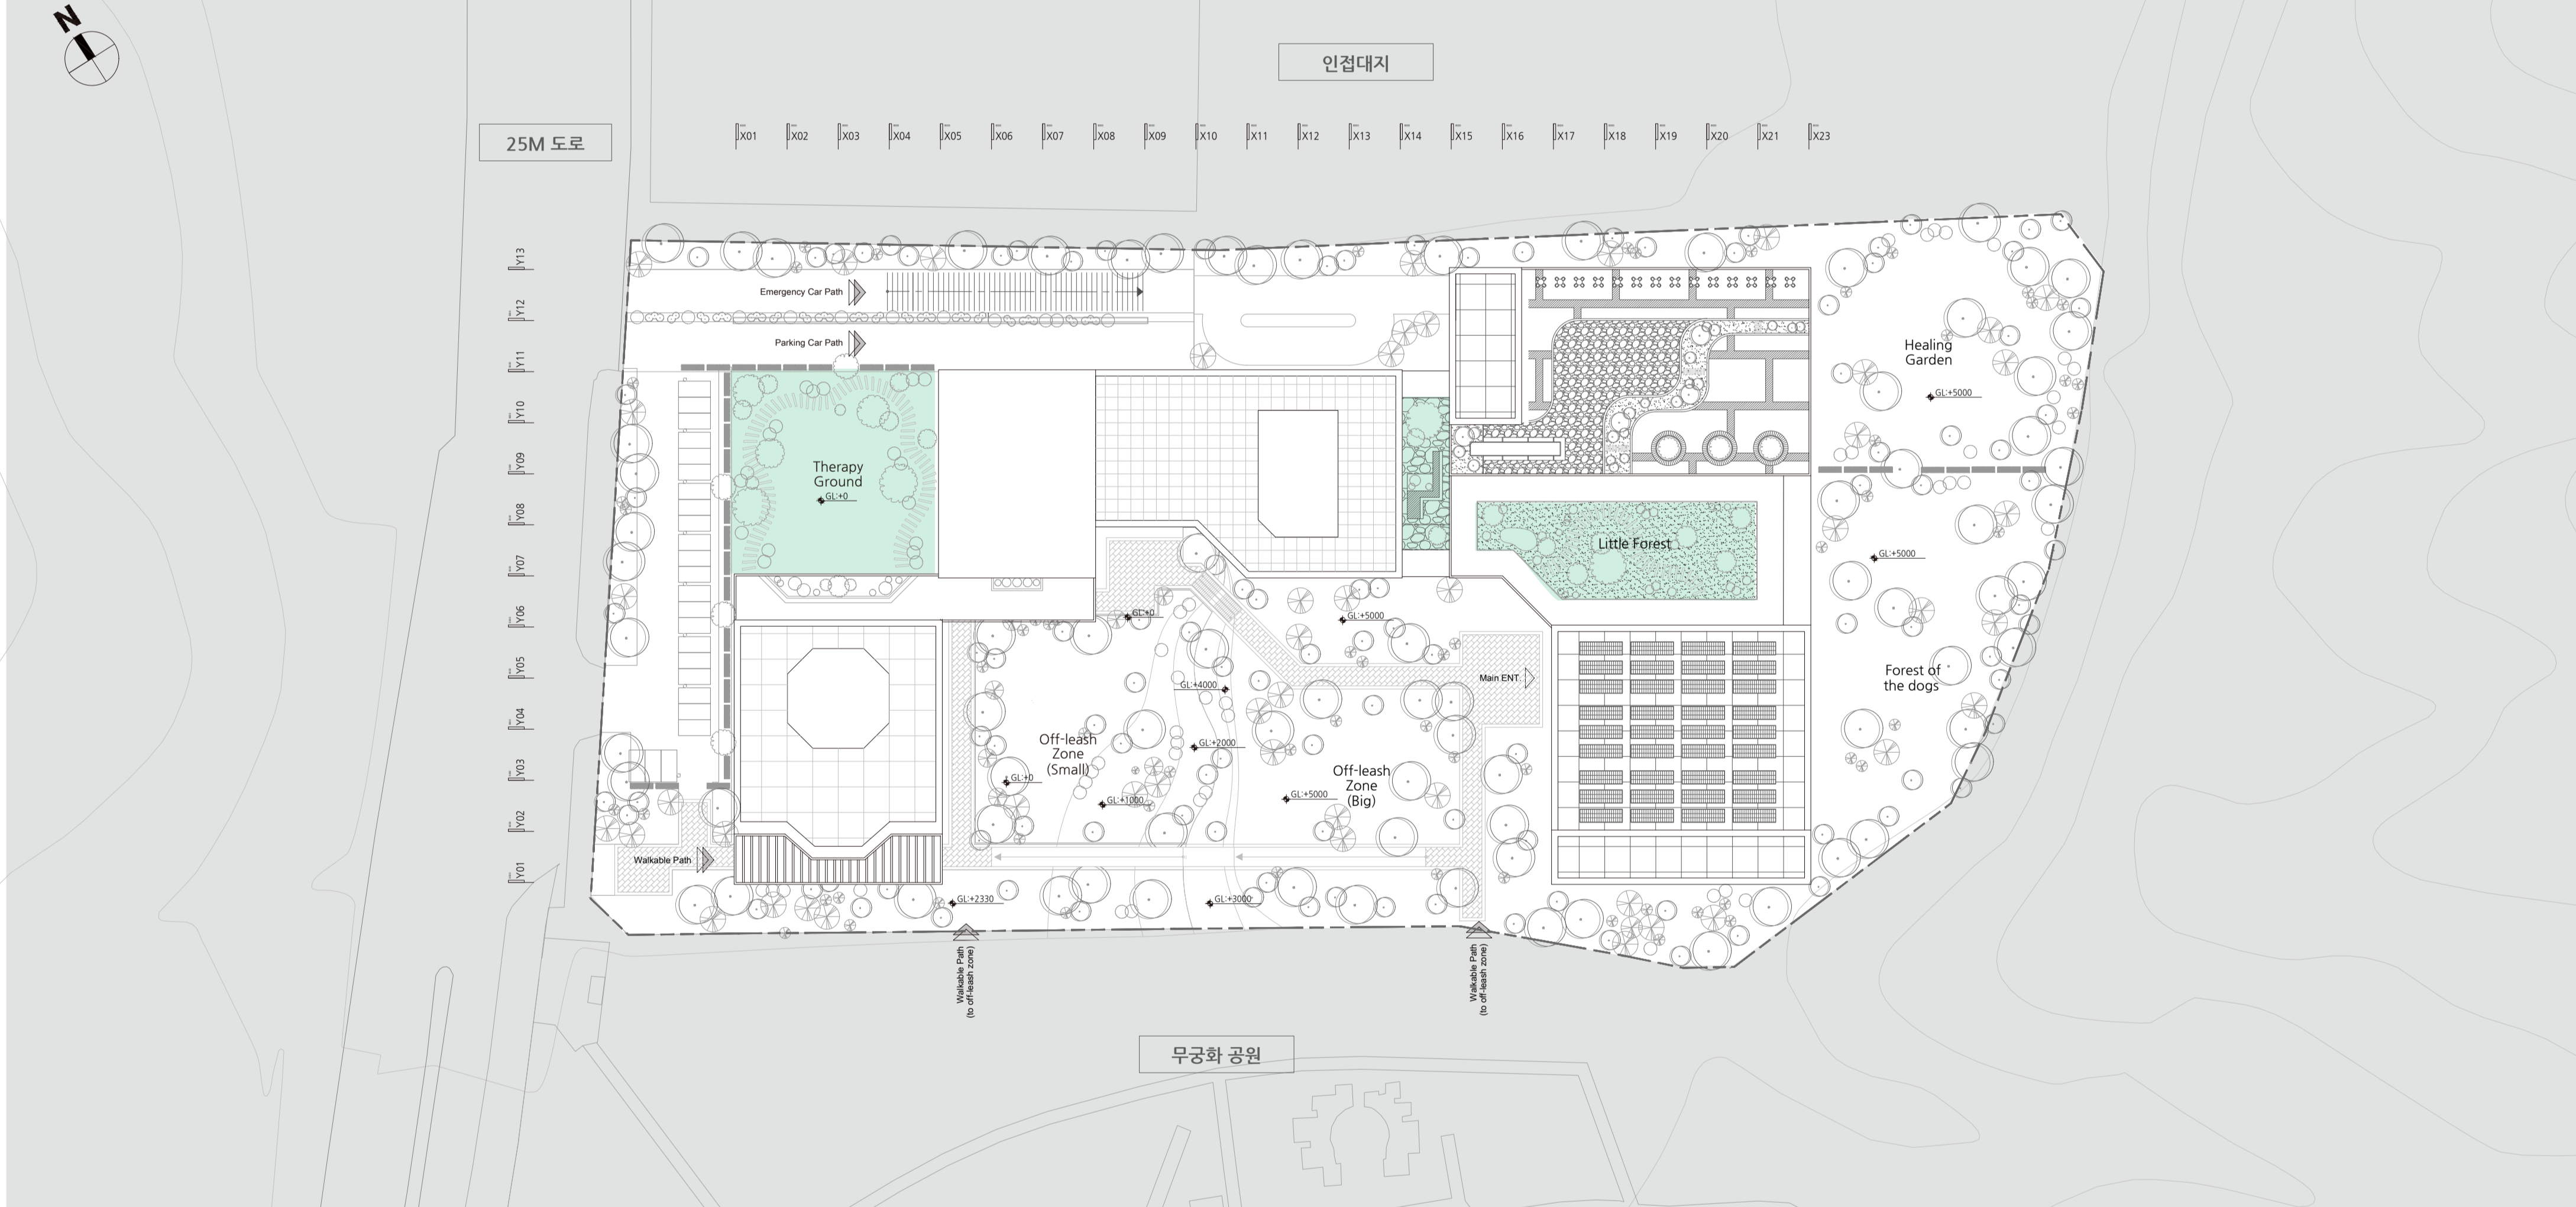 N
인접대지
25M 도로
X01
X02
X03
X04
X05
X06
X07
X08
X09
X10
X11
X12
X13
X14
X15
X16
X17
X18
X19
X20
X21
X23
Y13
Y12
Y11
Y10
Y09
Y08
Y07
Y06
Y05
Y04
Y03
Y02
Y01
Emergency Car Path
Parking Car Path
Therapy
Ground
GL:+0
Healing
Garden
GL:+5000
Little Forest
GL:+5000
Forest of
the dogs
GL:+0
GL:+5000
Main ENT.
GL:+4000
GL:+2000
Off-leash
Zone
(Small)
GL:+0
GL:+1000
Off-leash
Zone
(Big)
GL:+5000
Walkable Path
GL:+2330
GL:+3000
Walkable Path
(to off-leash zone)
Walkable Path
(to off-leash zone)
무궁화 공원